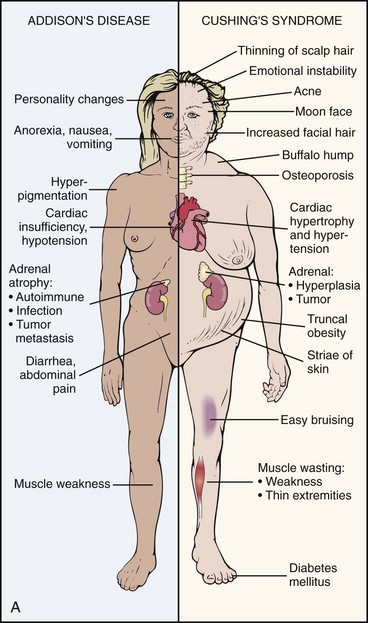 ADDISON'S DISEASE
Personality changes
Anorexia, nausea,
vomiting
Hyper-
pigmentation
Cardiac
insufficiency,
hypotension
Adrenal
atrophy:
• Autoimmune
• Infection
• Tumor
metastasis
Diarrhea,
abdominal
pain
Muscle weakness
A
CUSHING'S SYNDROME
Thinning of scalp hair
Emotional instability
Acne
Moon face
Increased facial hair
Buffalo hump
Osteoporosis
Cardiac
hypertrophy
and hyper-
tension
Adrenal:
• Hyperplasia
• Tumor
Truncal
obesity
Striae of
skin
Easy bruising
Muscle wasting:
• Weakness
• Thin extremities
Diabetes
mellitus